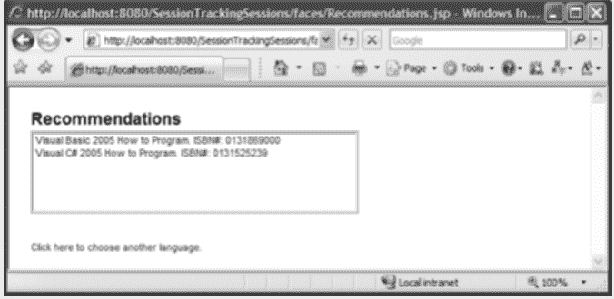 http://localhost:8080/SessionTrackingSessions/faces/Recommendations.jsp - Windows In...
http://localhost:8080/SessionTrackingSessions/fa
Google
http://localhost:8080/Sessi...
Page
Tools
Recommendations
Visual Basic 2005 How to Program. ISBN#: 0131869000
Visual C# 2005 How to Program. ISBN#: 0131525239
Click here to choose another language.
Local intranet
100%